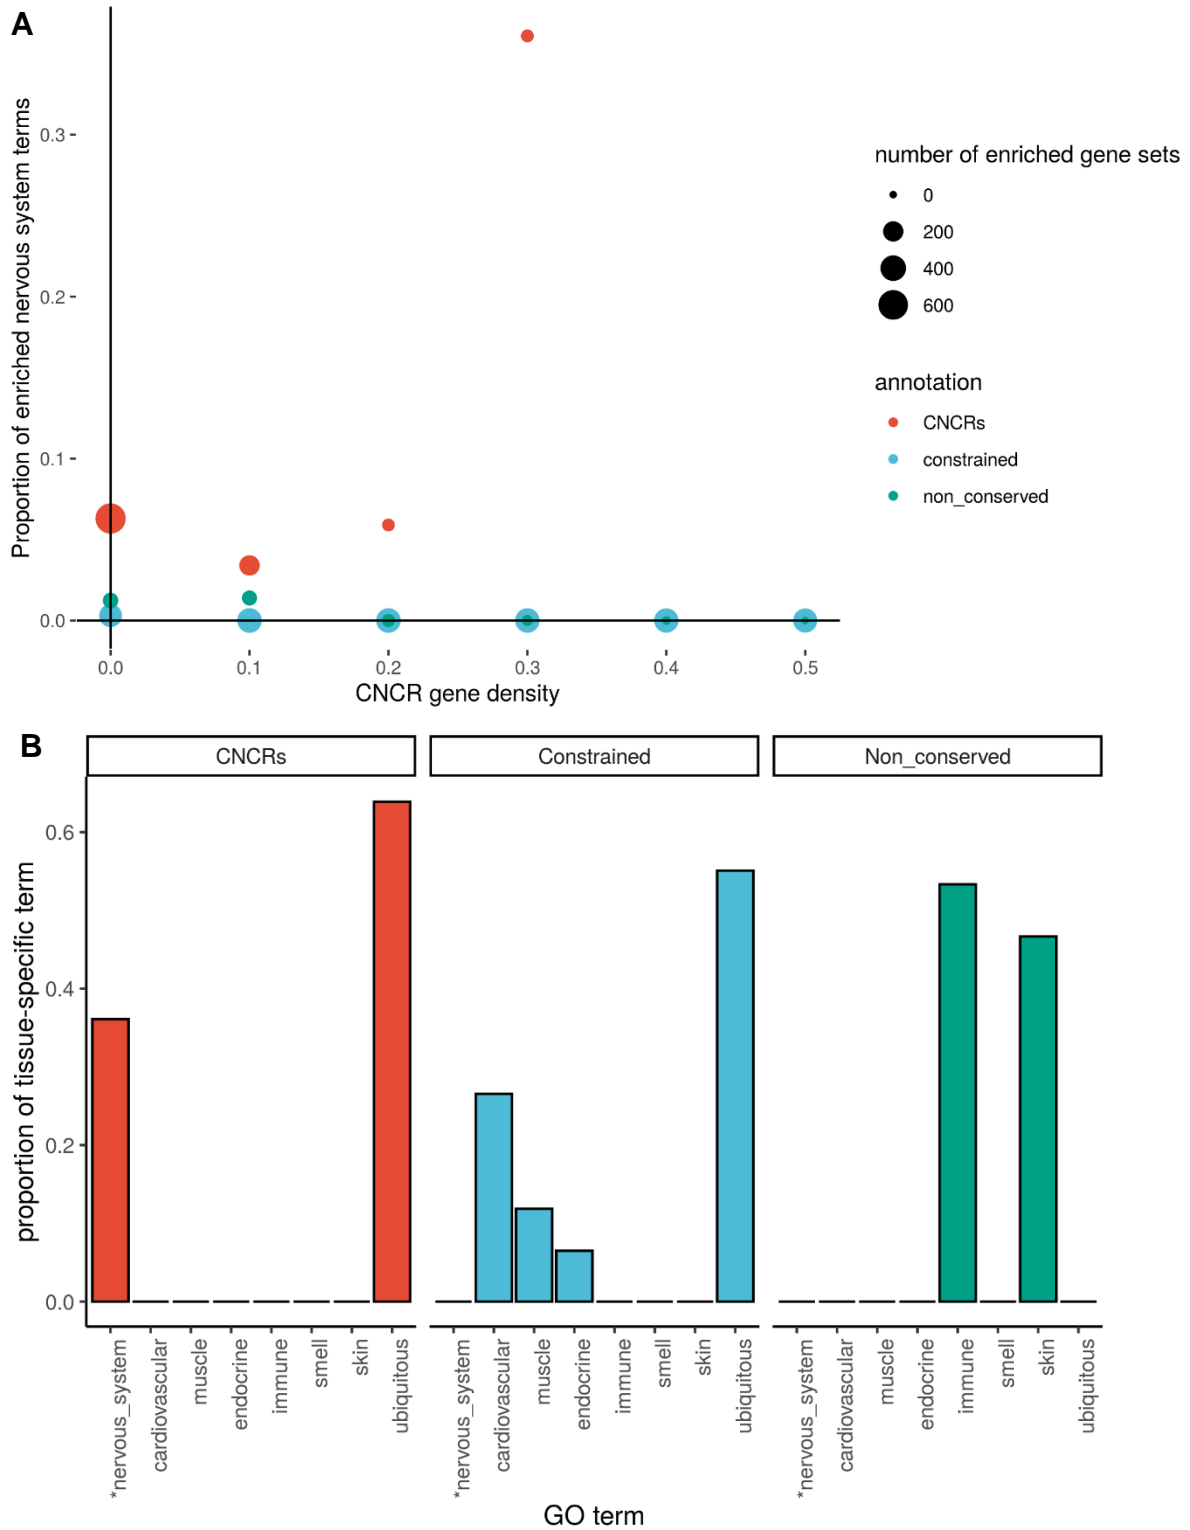 A
Proportion of enriched nervous system terms
0.3
0.2
0.1
0.0
0.0 0.1 0.2 0.3 0.4 0.5
CNCR gene density
number of enriched gene sets
0
200
400
600
annotation
CNCRs
constrained
non_conserved
B
CNCRs Constrained Non_conserved
proportion of tissue-specific term
0.6
0.4
0.2
0.0
*nervous_system cardiovascular muscle endocrine immune smell skin ubiquitous
*nervous_system cardiovascular muscle endocrine immune smell skin ubiquitous
*nervous_system cardiovascular muscle endocrine immune smell skin ubiquitous
GO term